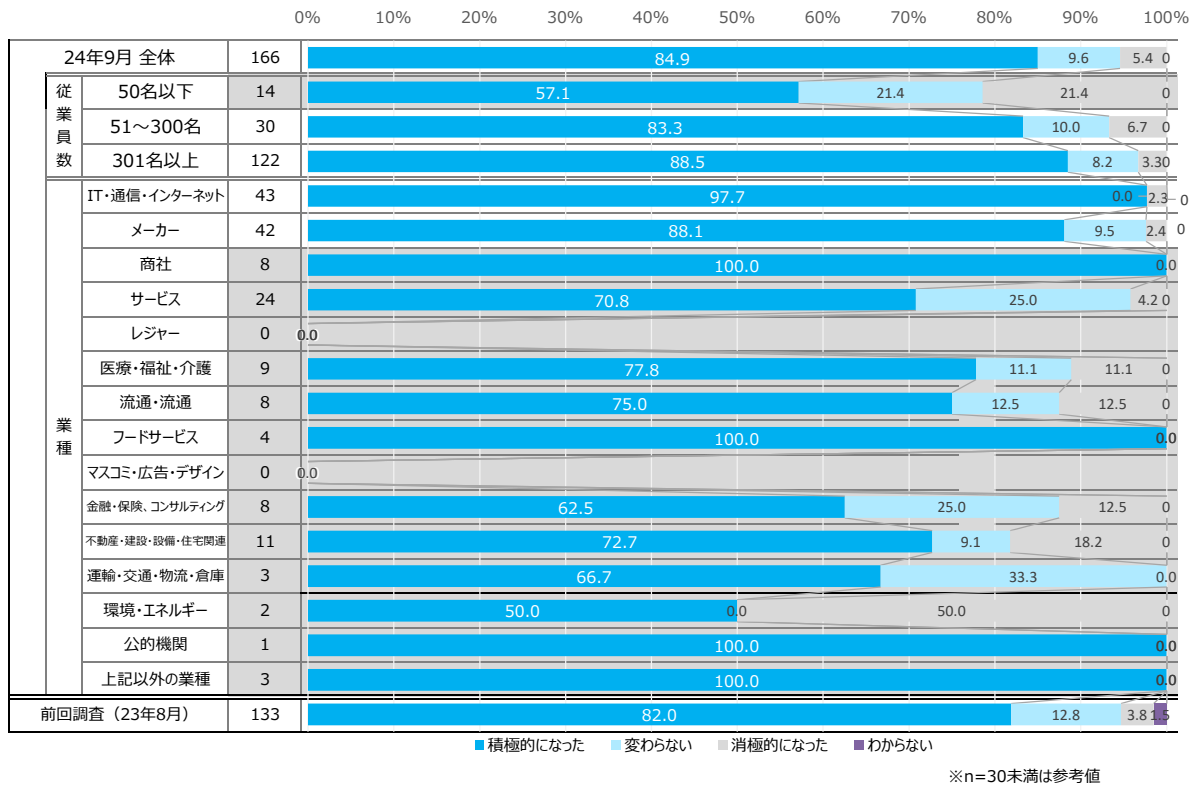 0% 10% 20% 30% 40% 50% 60% 70% 80% 90% 100%
24年9月 全体 166 84.9 9.6 5.4 0
従業員数
50名以下 14 57.1 21.4 21.4 0
51～300名 30 83.3 10.0 6.7 0
301名以上 122 88.5 8.2 3.3 0
業種
IT・通信・インターネット 43 97.7 0.0 2.3 0
メーカー 42 88.1 9.5 2.4 0
商社 8 100.0 0.0
サービス 24 70.8 25.0 4.2 0
レジャー 0 0.0
医療・福祉・介護 9 77.8 11.1 11.1 0
流通・流通 8 75.0 12.5 12.5 0
フードサービス 4 100.0 0.0
マスコミ・広告・デザイン 0 0.0
金融・保険、コンサルティング 8 62.5 25.0 12.5 0
不動産・建設・設備・住宅関連 11 72.7 9.1 18.2 0
運輸・交通・物流・倉庫 3 66.7 33.3 0.0
環境・エネルギー 2 50.0 0.0 50.0 0
公的機関 1 100.0 0.0
上記以外の業種 3 100.0 0.0
前回調査（23年8月） 133 82.0 12.8 3.8 1.5
積極的になった 変わらない 消極的になった わからない
※n=30未満は参考値